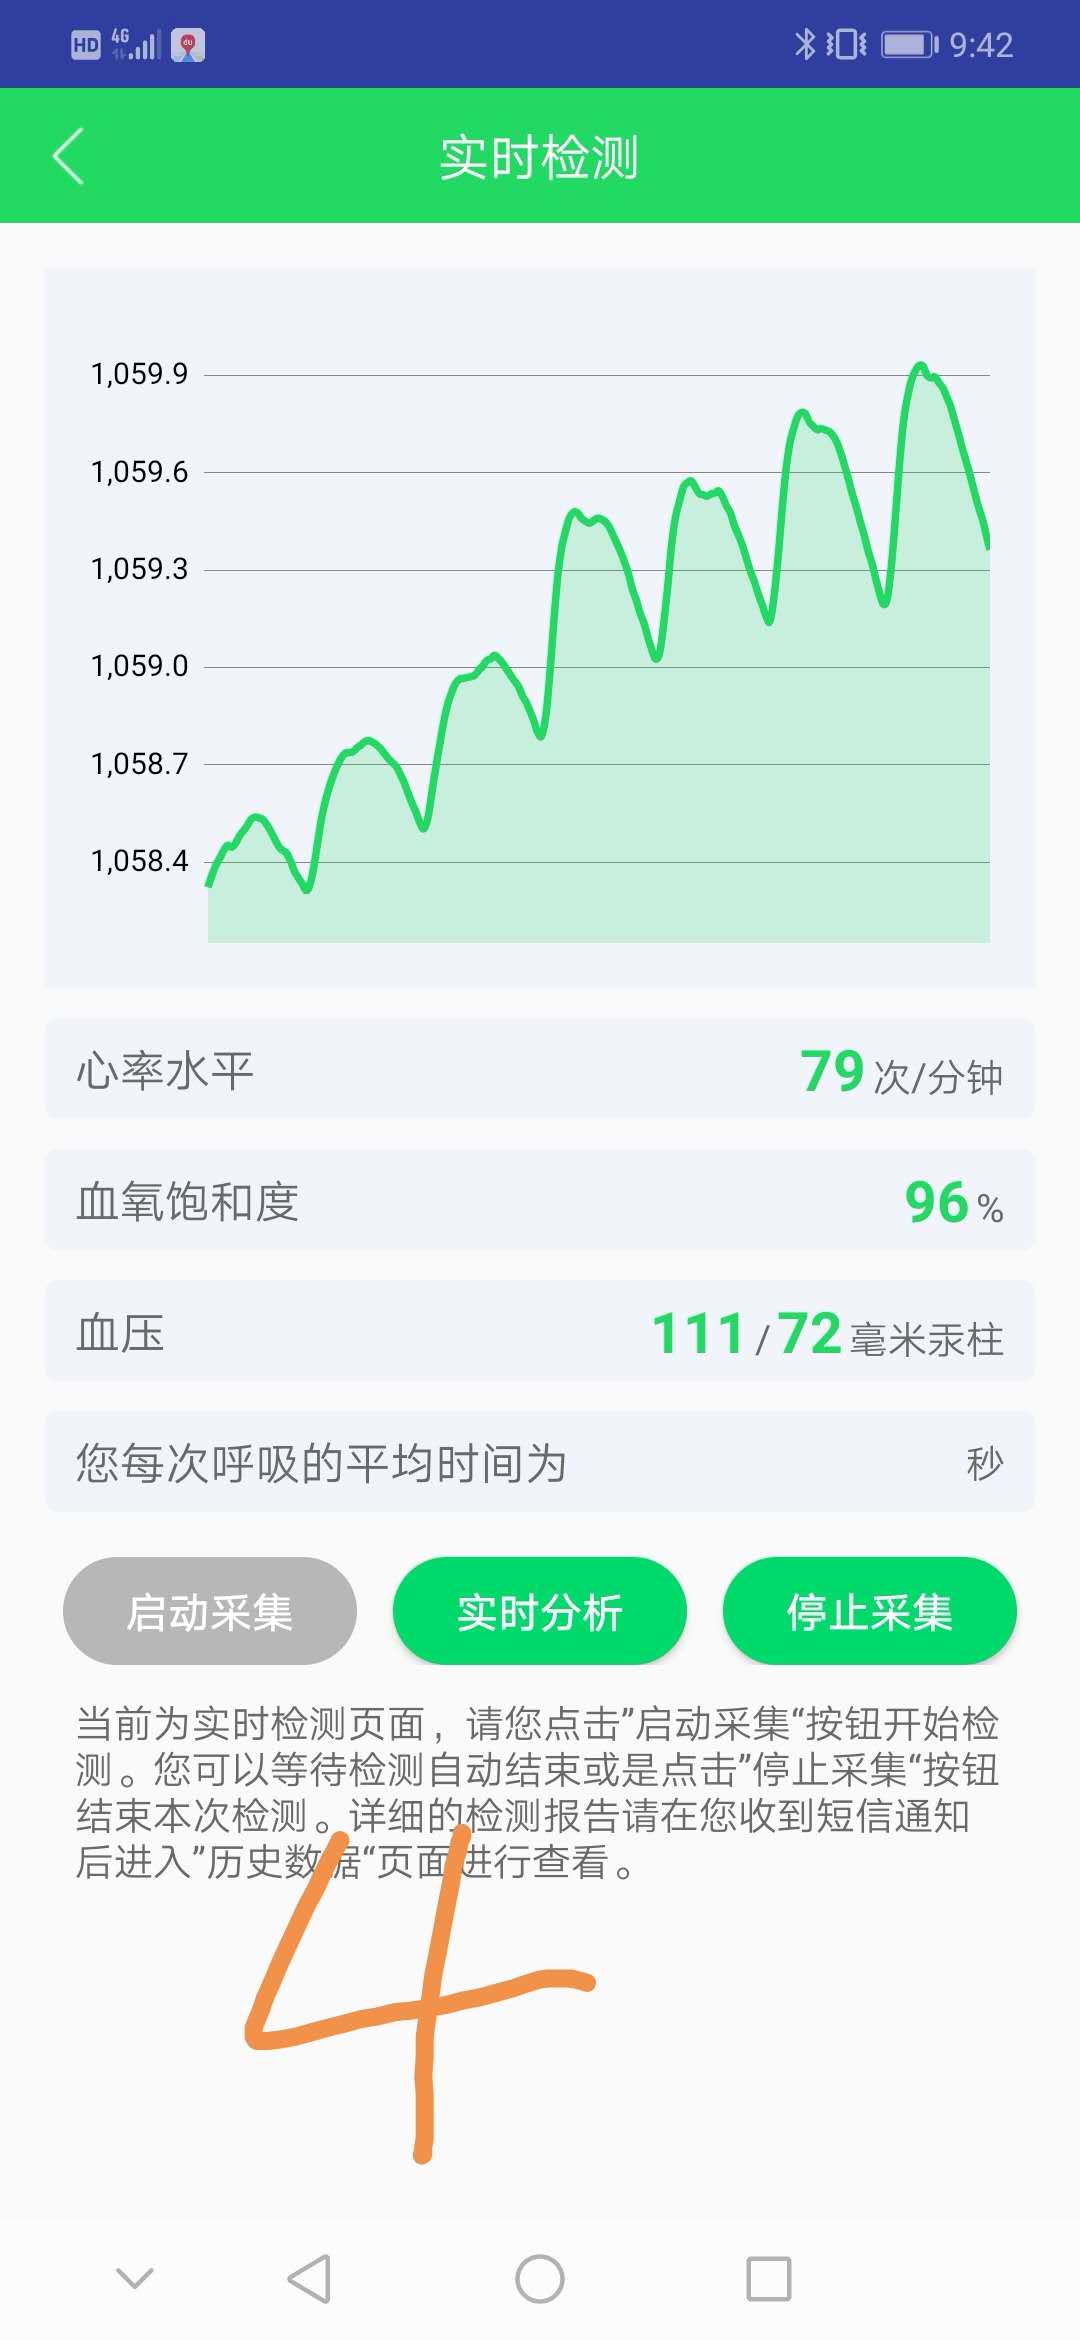 HD 4G du 9:42
实时检测
1,059.9
1,059.6
1,059.3
1,059.0
1,058.7
1,058.4
心率水平 79 次/分钟
血氧饱和度 96 %
血压 111 / 72 毫米汞柱
您每次呼吸的平均时间为 秒
启动采集 实时分析 停止采集
当前为实时检测页面，请您点击”启动采集“按钮开始检
测。您可以等待检测自动结束或是点击”停止采集“按钮
结束本次检测。详细的检测报告请在您收到短信通知
后进入”历史数据“页面进行查看。
4